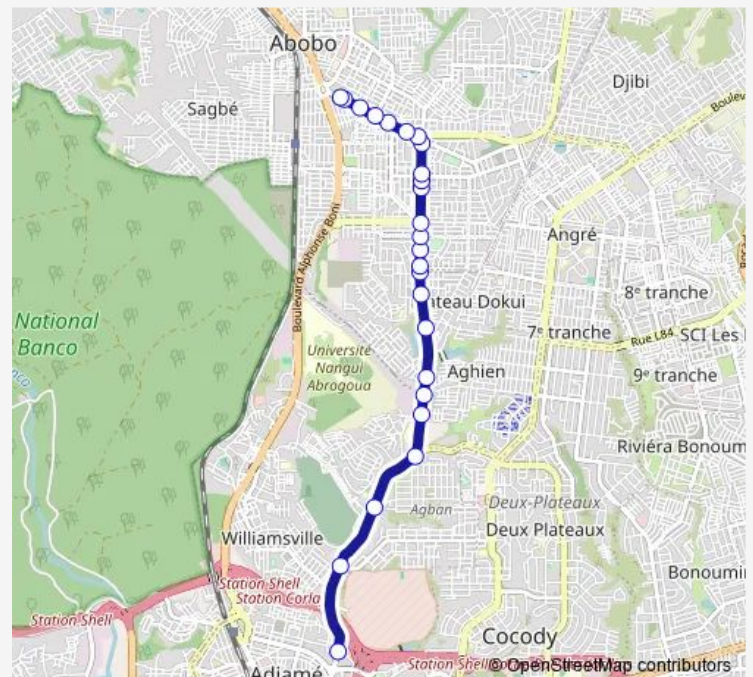 Abobo
Djibi
Sagbé
Angré
Boulevard Alphonse Boni
8ᵉ tranche
ateau Dokui
National
Banco
7ᵉ tranche
Rue L84
SCI Les
Université
Nangui
Abrogoua
Aghien
9ᵉ tranche
Riviéra Bonoum
Agban
Deux-Plateaux
Deux Plateaux
Williamsville
Bonoumin
Station Shell
Station Corla
Station Shell
Cocody
Adjamé
Station Shell
© OpenStreetMap contributors